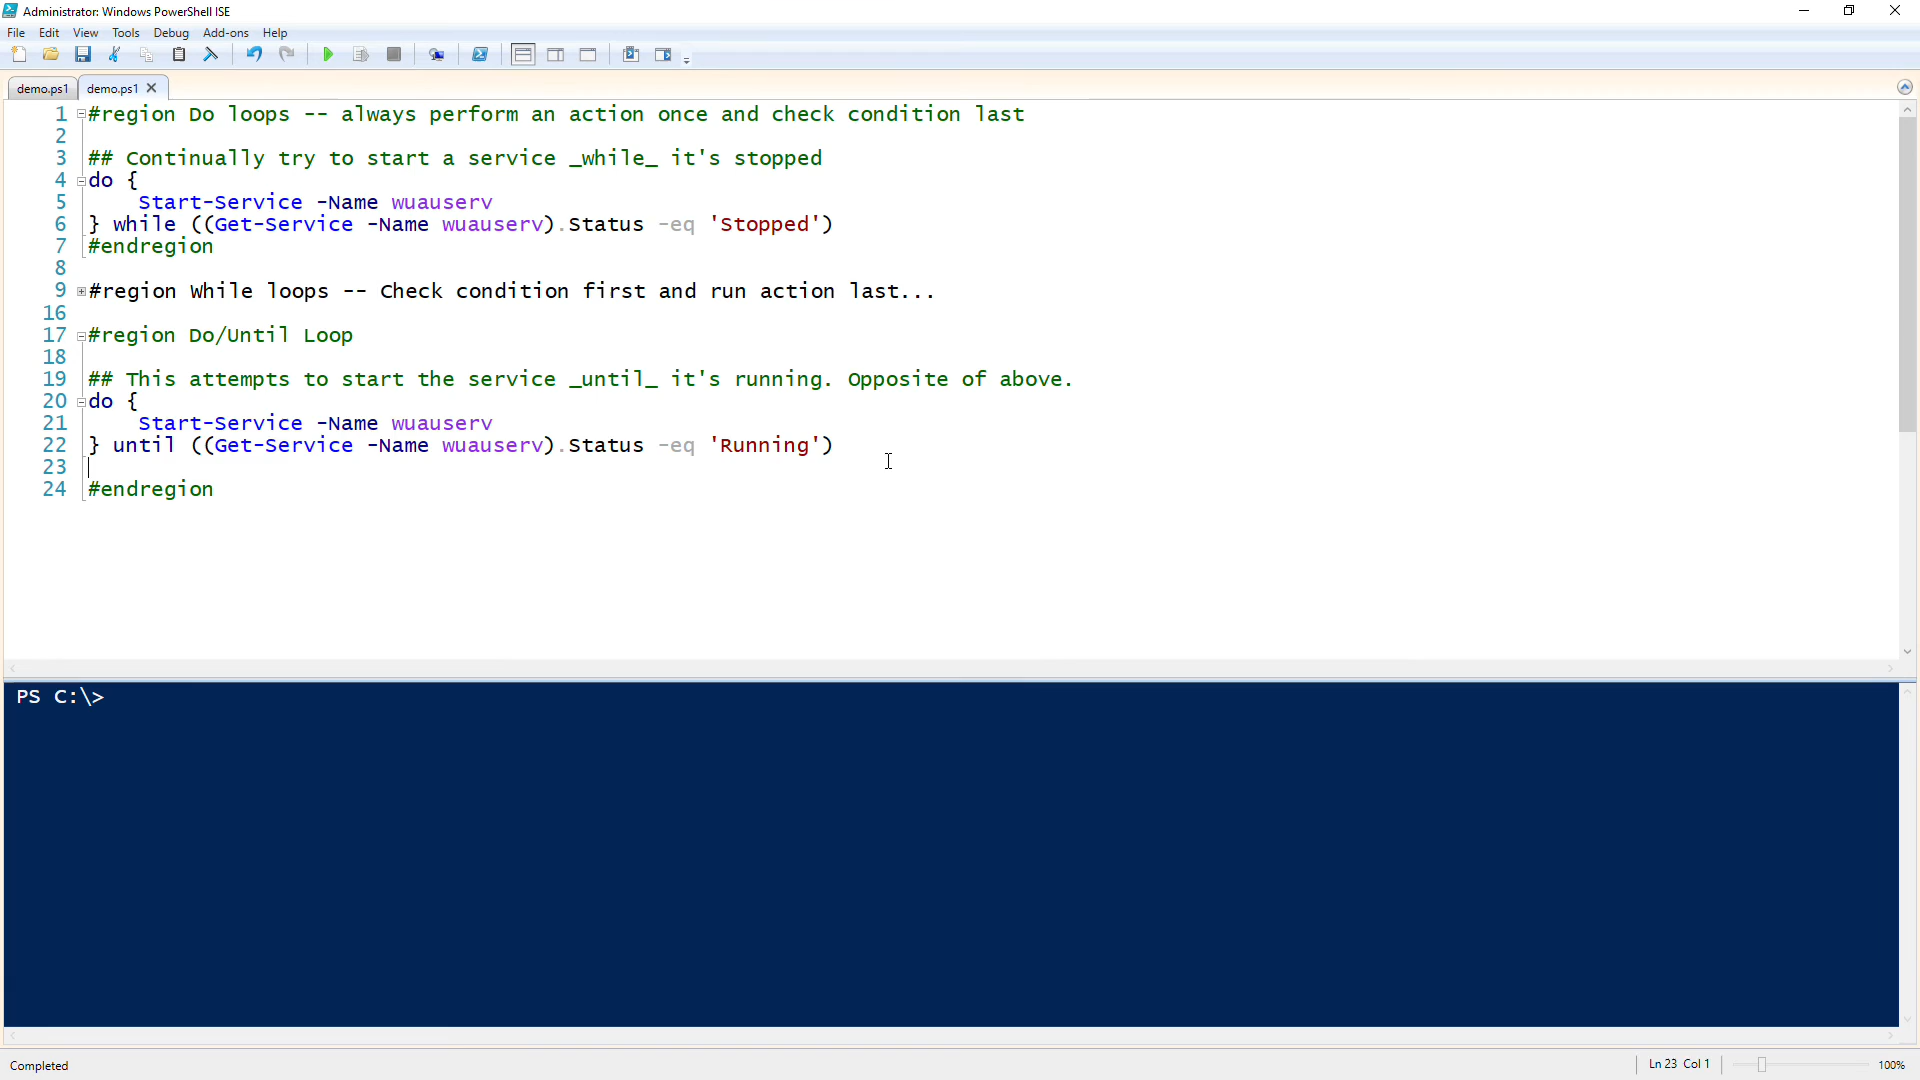 Administrator: Windows PowerShell ISE
File Edit View Tools Debug Add-ons Help
demo.ps1 demo.ps1
1 #region Do loops -- always perform an action once and check condition last
2
3 ## Continually try to start a service _while_ it's stopped
4 do {
5     Start-Service -Name wuauserv
6 } while ((Get-Service -Name wuauserv).Status -eq 'Stopped')
7 #endregion
8
9 #region While loops -- Check condition first and run action last...
16
17 #region Do/Until Loop
18
19 ## This attempts to start the service _until_ it's running. Opposite of above.
20 do {
21     Start-Service -Name wuauserv
22 } until ((Get-Service -Name wuauserv).Status -eq 'Running')
23
24 #endregion
PS C:\>
Completed Ln 23 Col 1 100%